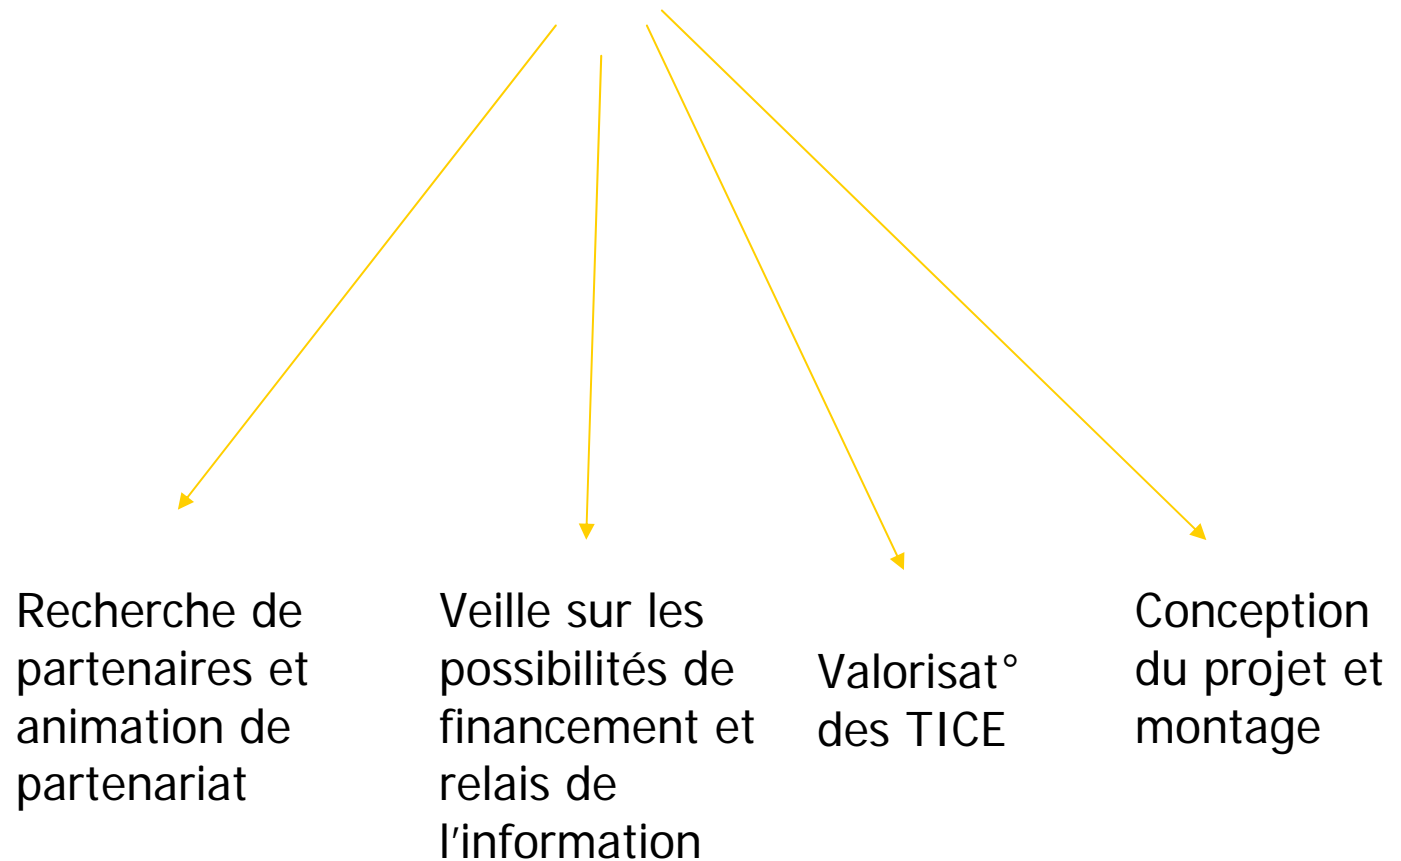 Recherche de
partenaires et
animation de
partenariat
Veille sur les
possibilités de
financement et
relais de
l'information
Valorisat°
des TICE
Conception
du projet et
montage